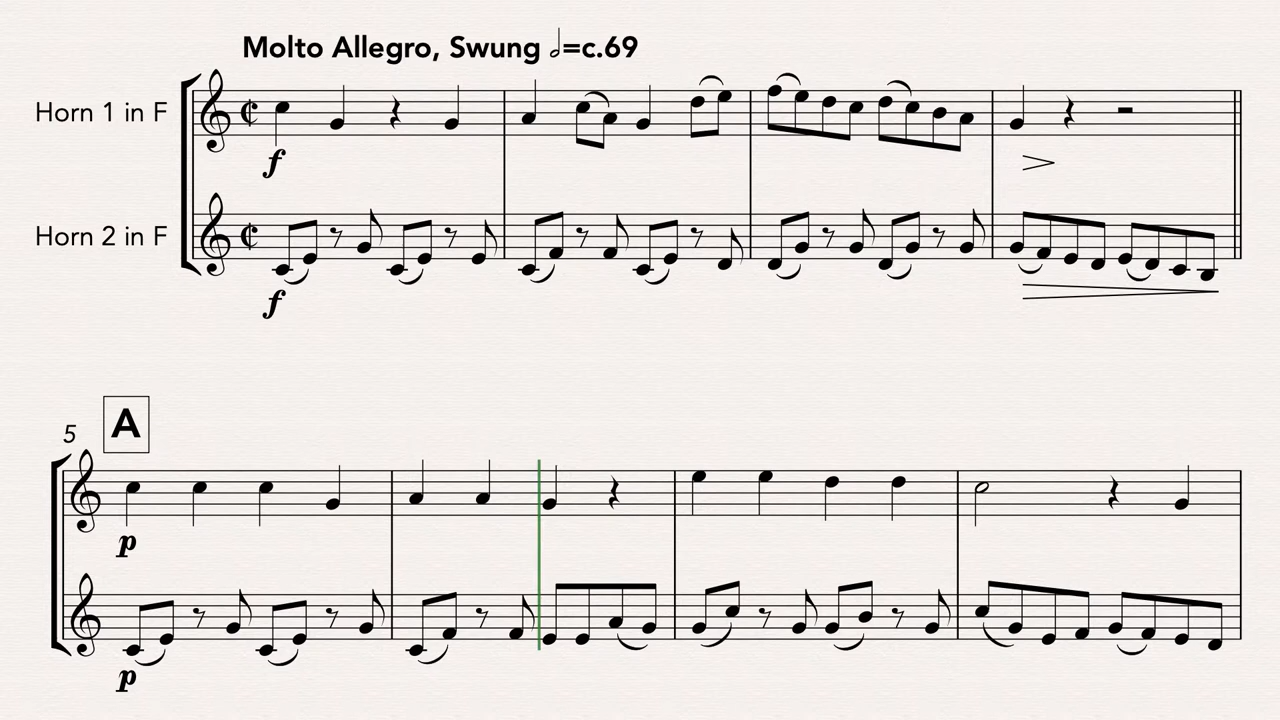 Molto Allegro, Swung 𝅗𝅥=c.69
Horn 1 in F
f
Horn 2 in F
f
5
A
p
p